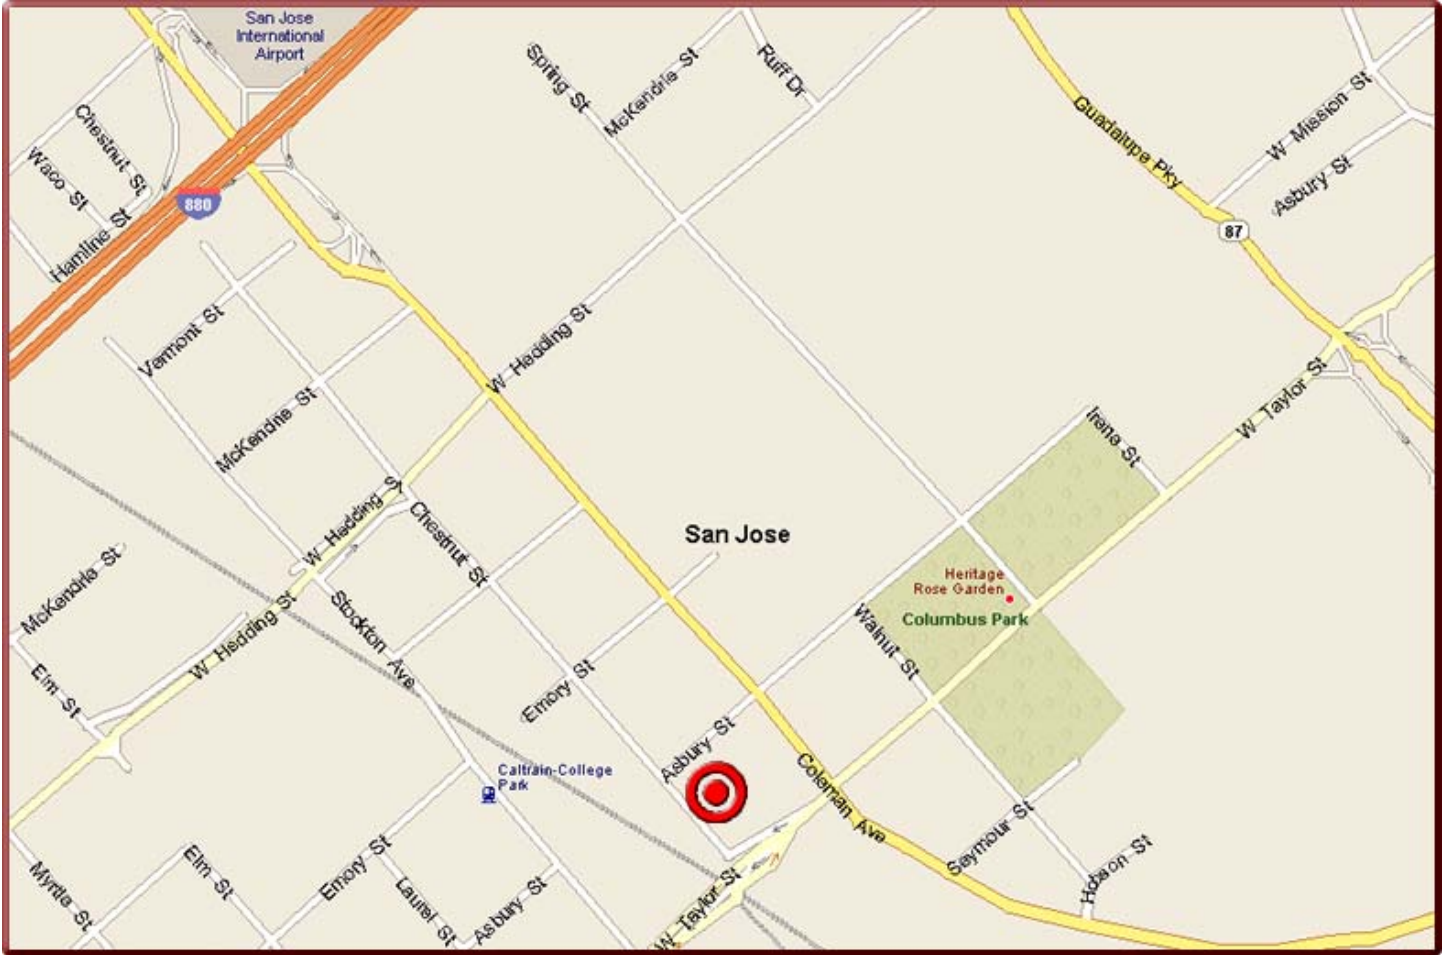 San Jose
International
Airport
Spring St
McKendrie St
Ruff Dr
Guadalupe Pky
W Mission St
Asbury St
Chestnut St
Waco St
Hamline St
880
87
Vermont St
W Hedding St
McKendrie St
W Taylor St
Irene St
W Hedding St
Chestnut St
San Jose
McKendrie St
Heritage
Rose Garden
Columbus Park
Walnut St
Stockton Ave
W Hedding St
Elm St
Emory St
Asbury St
Caltrain-College
Park
Coleman Ave
Seymour St
Hobson St
Myrtle St
Elm St
Emory St
Laurel St
Asbury St
W Taylor St